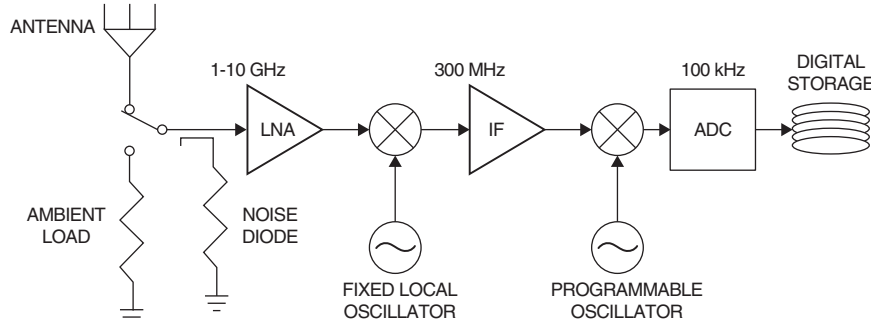 ANTENNA
1-10 GHz
300 MHz
100 kHz
DIGITAL
STORAGE
LNA
IF
ADC
AMBIENT
LOAD
NOISE
DIODE
FIXED LOCAL
OSCILLATOR
PROGRAMMABLE
OSCILLATOR